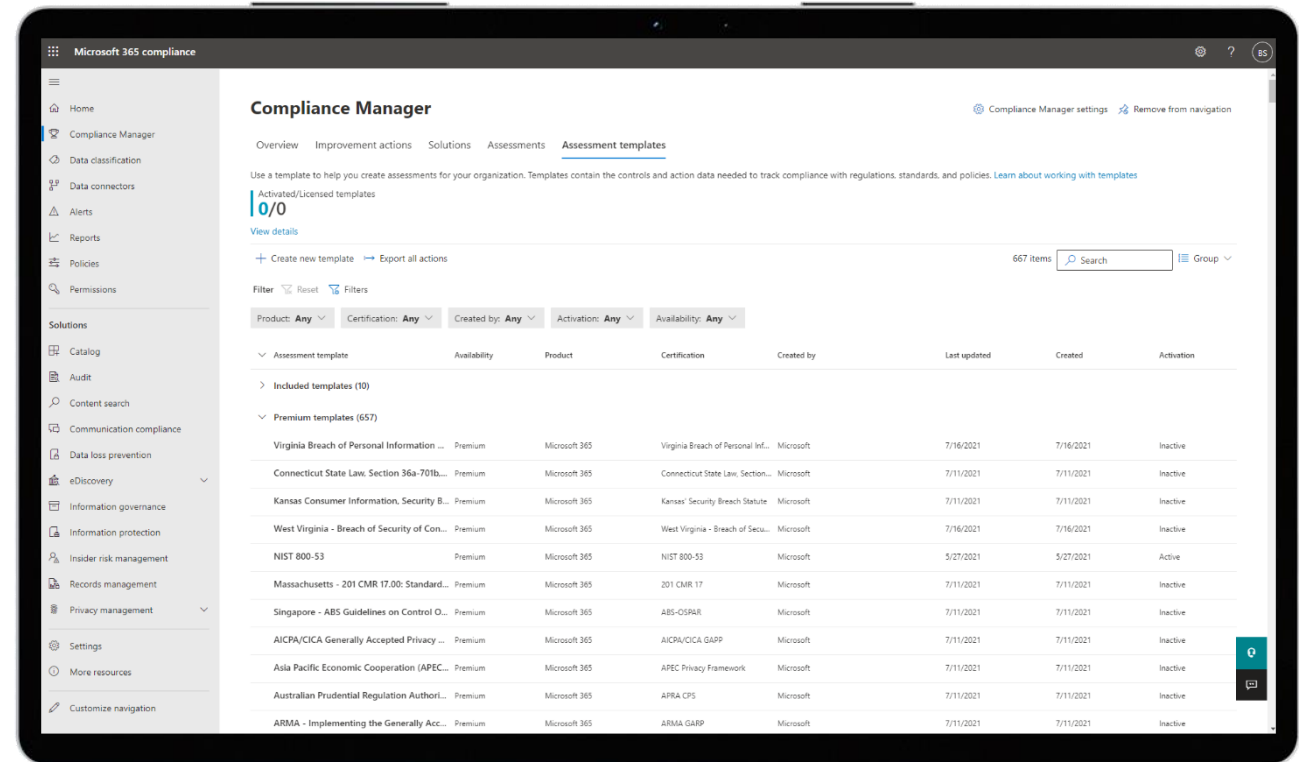 Microsoft 365 compliance
? BS
Home
Compliance Manager
Data classification
Data connectors
Alerts
Reports
Policies
Permissions
Solutions
Catalog
Audit
Content search
Communication compliance
Data loss prevention
eDiscovery
Information governance
Information protection
Insider risk management
Records management
Privacy management
Settings
More resources
Customize navigation
Compliance Manager
Compliance Manager settings Remove from navigation
Overview Improvement actions Solutions Assessments Assessment templates
Use a template to help you create assessments for your organization. Templates contain the controls and action data needed to track compliance with regulations, standards, and policies. Learn about working with templates
Activated/Licensed templates
0/0
View details
Create new template Export all actions 667 items Search Group
Filter Reset Filters
Product: Any Certification: Any Created by: Any Activation: Any Availability: Any
Assessment template Availability Product Certification Created by Last updated Created Activation
Included templates (10)
Premium templates (657)
Virginia Breach of Personal Information ... Premium Microsoft 365 Virginia Breach of Personal Inf... Microsoft 7/16/2021 7/16/2021 Inactive
Connecticut State Law, Section 36a-701b,... Premium Microsoft 365 Connecticut State Law, Section... Microsoft 7/11/2021 7/11/2021 Inactive
Kansas Consumer Information, Security B... Premium Microsoft 365 Kansas' Security Breach Statute Microsoft 7/11/2021 7/11/2021 Inactive
West Virginia - Breach of Security of Con... Premium Microsoft 365 West Virginia - Breach of Secu... Microsoft 7/16/2021 7/16/2021 Inactive
NIST 800-53 Premium Microsoft 365 NIST 800-53 Microsoft 5/27/2021 5/27/2021 Active
Massachusetts - 201 CMR 17.00: Standard... Premium Microsoft 365 201 CMR 17 Microsoft 7/11/2021 7/11/2021 Inactive
Singapore - ABS Guidelines on Control O... Premium Microsoft 365 ABS-OSPAR Microsoft 7/11/2021 7/11/2021 Inactive
AICPA/CICA Generally Accepted Privacy ... Premium Microsoft 365 AICPA/CICA GAPP Microsoft 7/11/2021 7/11/2021 Inactive
Asia Pacific Economic Cooperation (APEC... Premium Microsoft 365 APEC Privacy Framework Microsoft 7/11/2021 7/11/2021 Inactive
Australian Prudential Regulation Authori... Premium Microsoft 365 APRA CPS Microsoft 7/11/2021 7/11/2021 Inactive
ARMA - Implementing the Generally Acc... Premium Microsoft 365 ARMA GARP Microsoft 7/11/2021 7/11/2021 Inactive